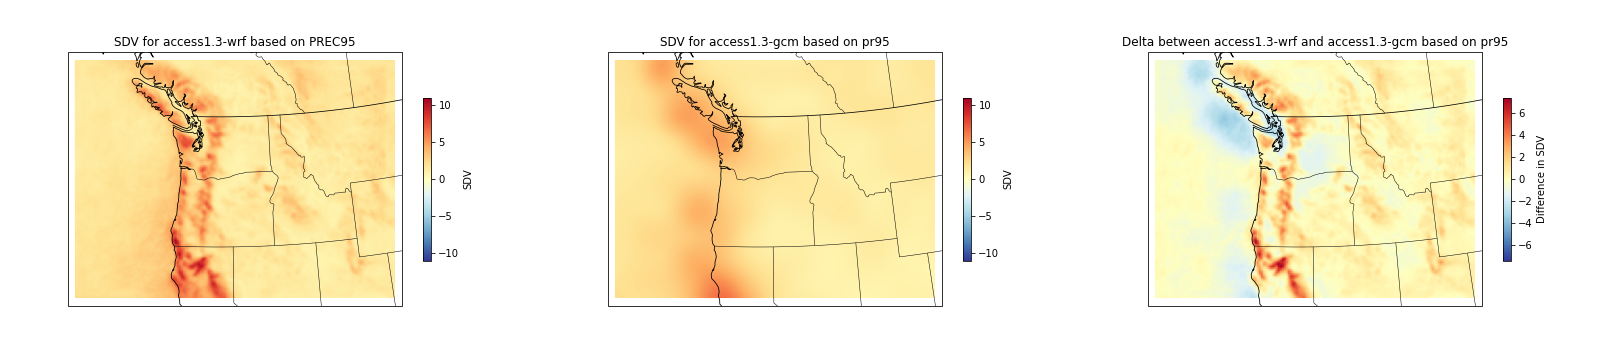 SDV for access1.3-wrf based on PREC95
10
5
0
−5
−10
SDV
SDV for access1.3-gcm based on pr95
10
5
0
−5
−10
SDV
Delta between access1.3-wrf and access1.3-gcm based on pr95
6
4
2
0
−2
−4
−6
Difference in SDV